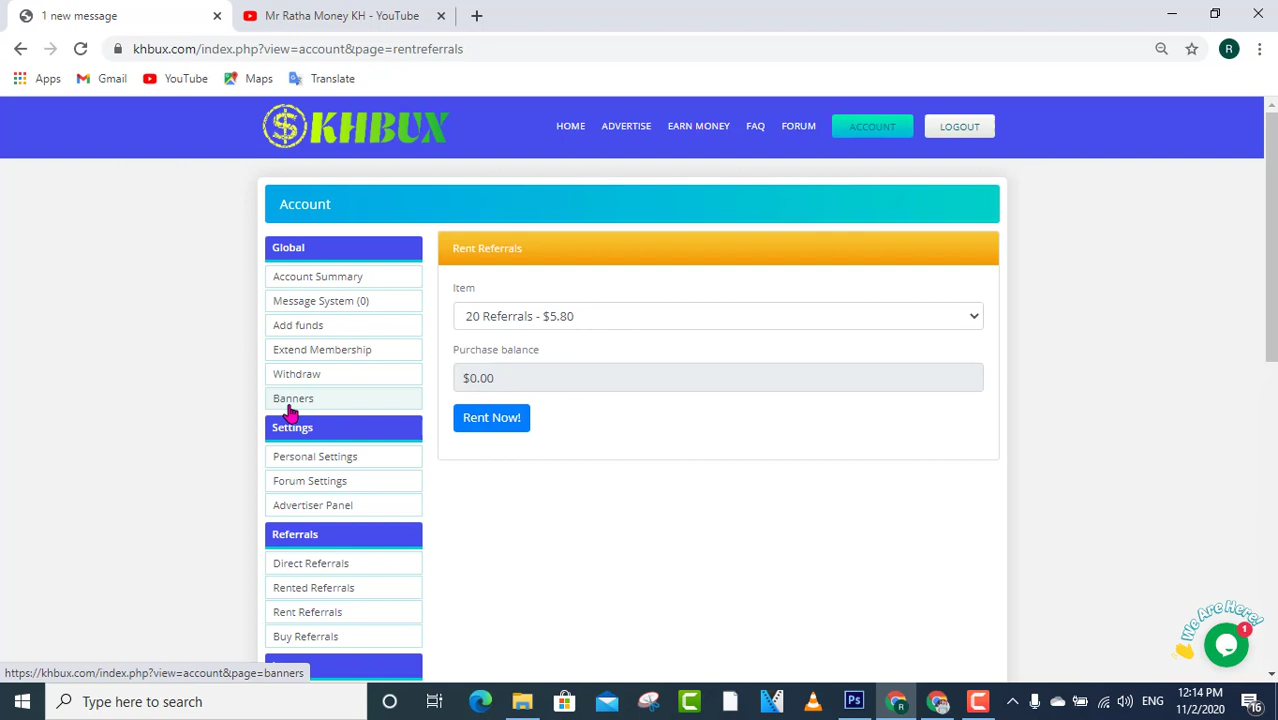 1 new message
Mr Ratha Money KH - YouTube
khbux.com/index.php?view=account&page=rentreferrals
R
Apps
Gmail
YouTube
Maps
Translate
$KHBUX
HOME
ADVERTISE
EARN MONEY
FAQ
FORUM
ACCOUNT
LOGOUT
Account
Global
Account Summary
Message System (0)
Add funds
Extend Membership
Withdraw
Banners
Settings
Personal Settings
Forum Settings
Advertiser Panel
Referrals
Direct Referrals
Rented Referrals
Rent Referrals
Buy Referrals
Rent Referrals
Item
20 Referrals - $5.80
Purchase balance
$0.00
Rent Now!
We Are Here!
1
https://khbux.com/index.php?view=account&page=banners
Type here to search
Ps
R
C
C
ENG
12:14 PM
11/2/2020
16